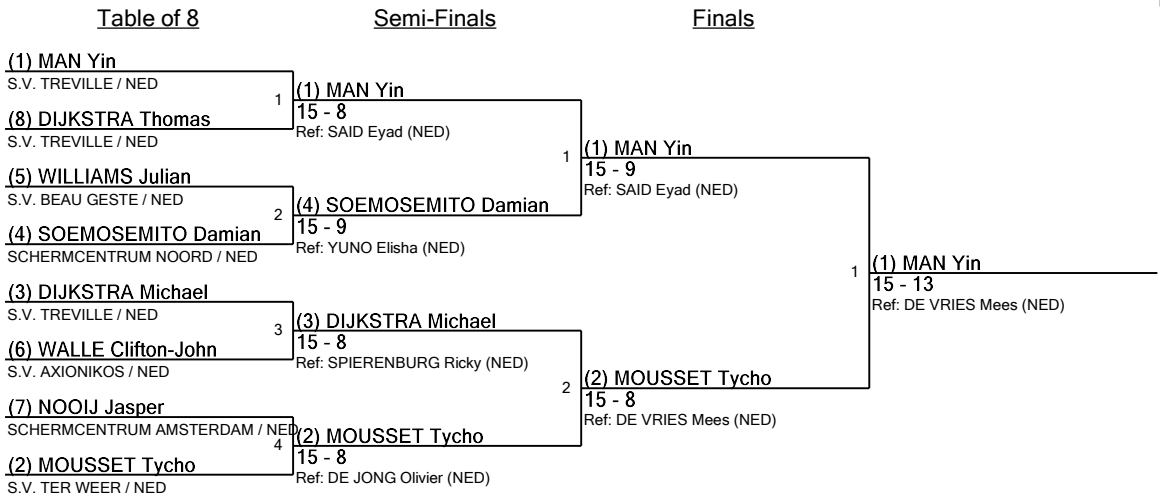 Table of 8
Semi-Finals
Finals
(1) MAN Yin
S.V. TREVILLE / NED
(8) DIJKSTRA Thomas
S.V. TREVILLE / NED
(5) WILLIAMS Julian
S.V. BEAU GESTE / NED
(4) SOEMOSEMITO Damian
SCHERMCENTRUM NOORD / NED
(3) DIJKSTRA Michael
S.V. TREVILLE / NED
(6) WALLE Clifton-John
S.V. AXIONIKOS / NED
(7) NOOIJ Jasper
SCHERMCENTRUM AMSTERDAM / NED
(2) MOUSSET Tycho
S.V. TER WEER / NED
1
(1) MAN Yin
15 - 8
Ref: SAID Eyad (NED)
2
(4) SOEMOSEMITO Damian
15 - 9
Ref: YUNO Elisha (NED)
3
(3) DIJKSTRA Michael
15 - 8
Ref: SPIERENBURG Ricky (NED)
4
(2) MOUSSET Tycho
15 - 8
Ref: DE JONG Olivier (NED)
1
(1) MAN Yin
15 - 9
Ref: SAID Eyad (NED)
2
(2) MOUSSET Tycho
15 - 8
Ref: DE VRIES Mees (NED)
1
(1) MAN Yin
15 - 13
Ref: DE VRIES Mees (NED)